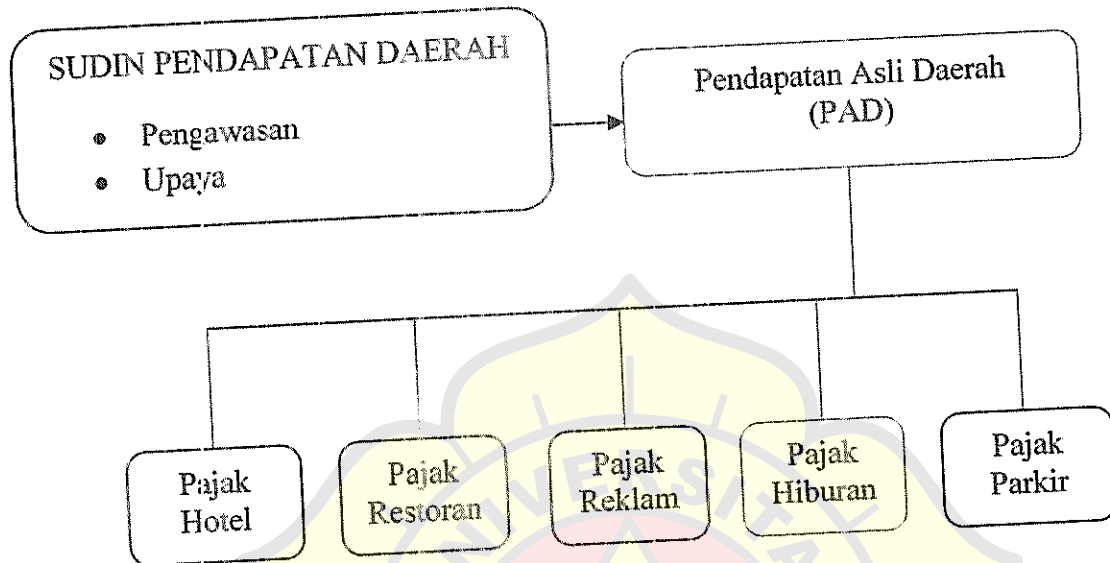 SUDIN PENDAPATAN DAERAH
• Pengawasan
• Upaya
Pendapatan Asli Daerah
(PAD)
Pajak
Hotel
Pajak
Restoran
Pajak
Reklam
Pajak
Hiburan
Pajak
Parkir